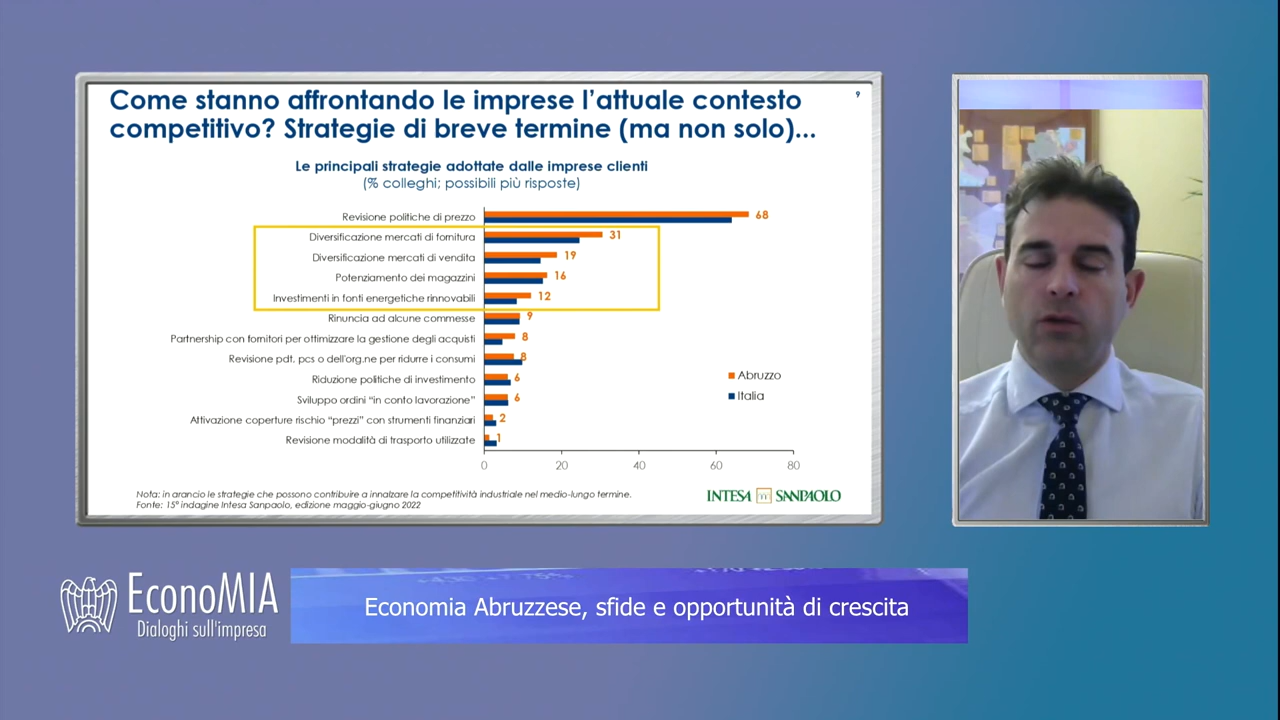 Come stanno affrontando le imprese l'attuale contesto
competitivo? Strategie di breve termine (ma non solo)...
9
Le principali strategie adottate dalle imprese clienti
(% colleghi; possibili più risposte)
Revisione politiche di prezzo 68
Diversificazione mercati di fornitura 31
Diversificazione mercati di vendita 19
Potenziamento dei magazzini 16
Investimenti in fonti energetiche rinnovabili 12
Rinuncia ad alcune commesse 9
Partnership con fornitori per ottimizzare la gestione degli acquisti 8
Revisione pdt. pcs o dell'org.ne per ridurre i consumi 8
Riduzione politiche di investimento 6
Sviluppo ordini "in conto lavorazione" 6
Attivazione coperture rischio "prezzi" con strumenti finanziari 2
Revisione modalità di trasporto utilizzate 1
Abruzzo
Italia
0 20 40 60 80
Nota: in arancio le strategie che possono contribuire a innalzare la competitività industriale nel medio-lungo termine.
Fonte: 15° indagine Intesa Sanpaolo, edizione maggio-giugno 2022
INTESA SANPAOLO
EconoMIA
Dialoghi sull'impresa
Economia Abruzzese, sfide e opportunità di crescita